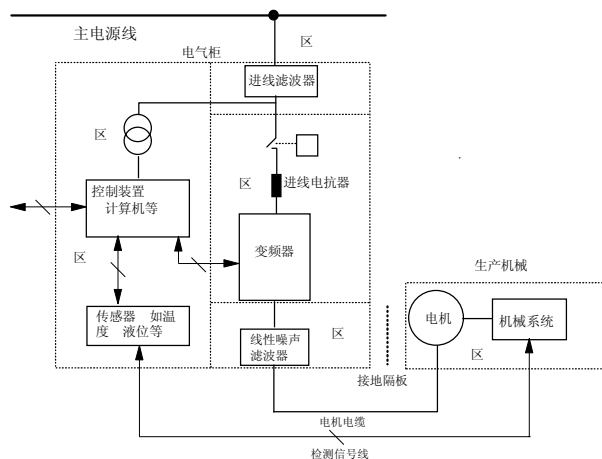 主电源线
区
电气柜
进线滤波器
区
区
进线电抗器
控制装置
计算机等
变频器
区
生产机械
传感器 如温
度 液位等
区
电机
机械系统
线性噪声
滤波器
区
接地隔板
电机电缆
检测信号线